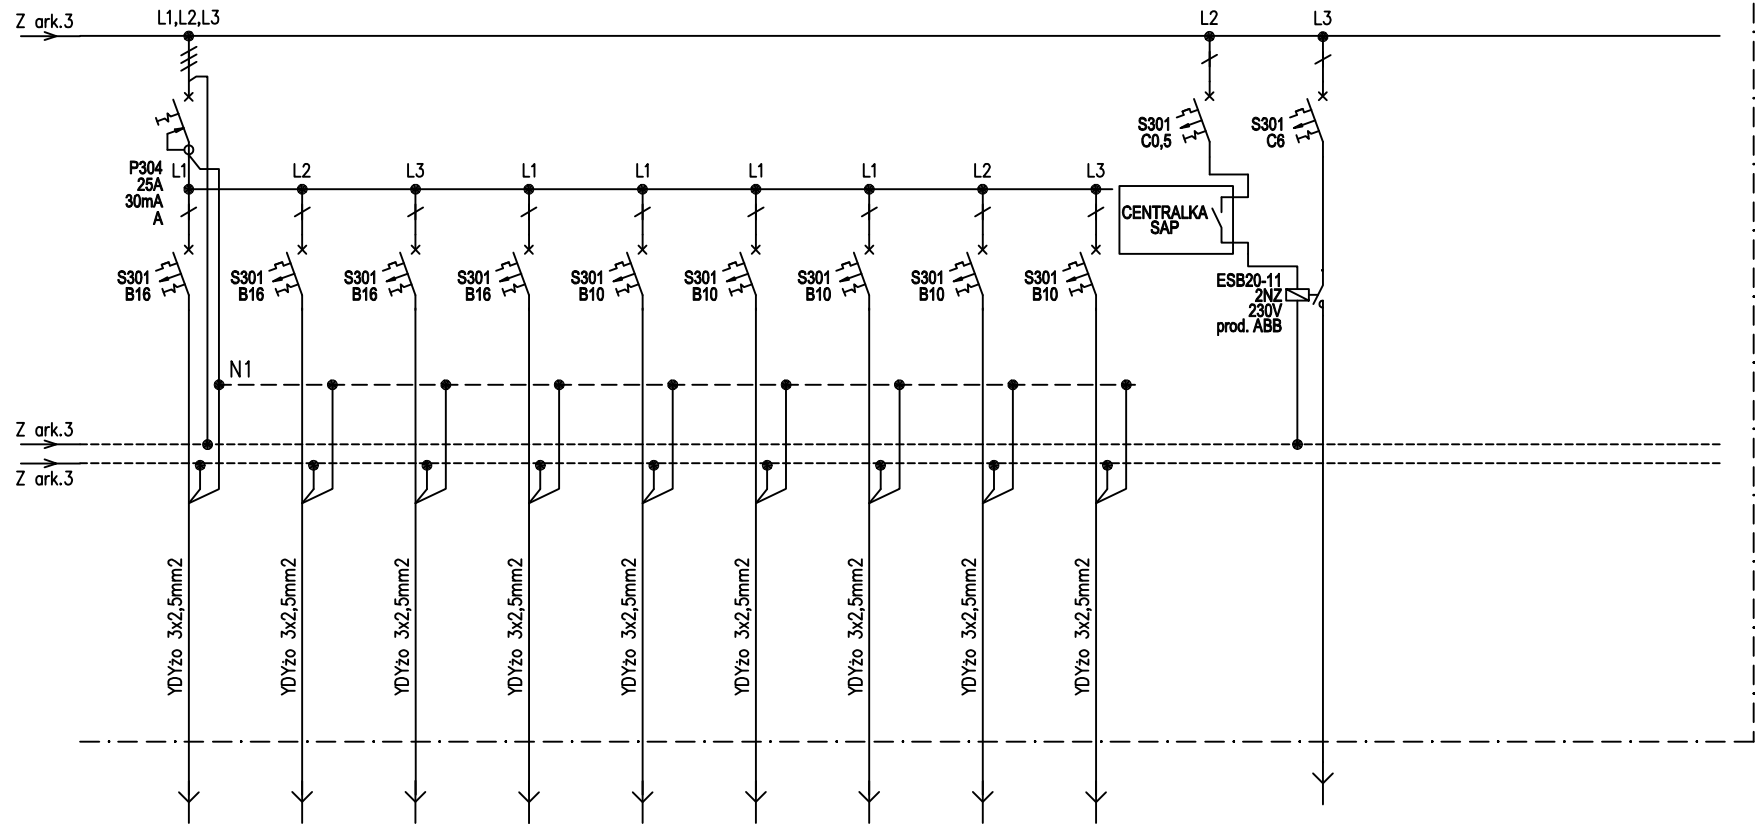 Z ark.3
L1,L2,L3
L2
L3
S301
C0,5
S301
C6
P304
25A
30mA
A
L1
L2
L3
L1
L1
L1
L1
L2
L3
CENTRALKA
SAP
S301
B16
S301
B16
S301
B16
S301
B16
S301
B10
S301
B10
S301
B10
S301
B10
S301
B10
ESB20-11
2NZ
230V
prod. ABB
N1
Z ark.3
Z ark.3
YDYżo 3x2,5mm2
YDYżo 3x2,5mm2
YDYżo 3x2,5mm2
YDYżo 3x2,5mm2
YDYżo 3x2,5mm2
YDYżo 3x2,5mm2
YDYżo 3x2,5mm2
YDYżo 3x2,5mm2
YDYżo 3x2,5mm2